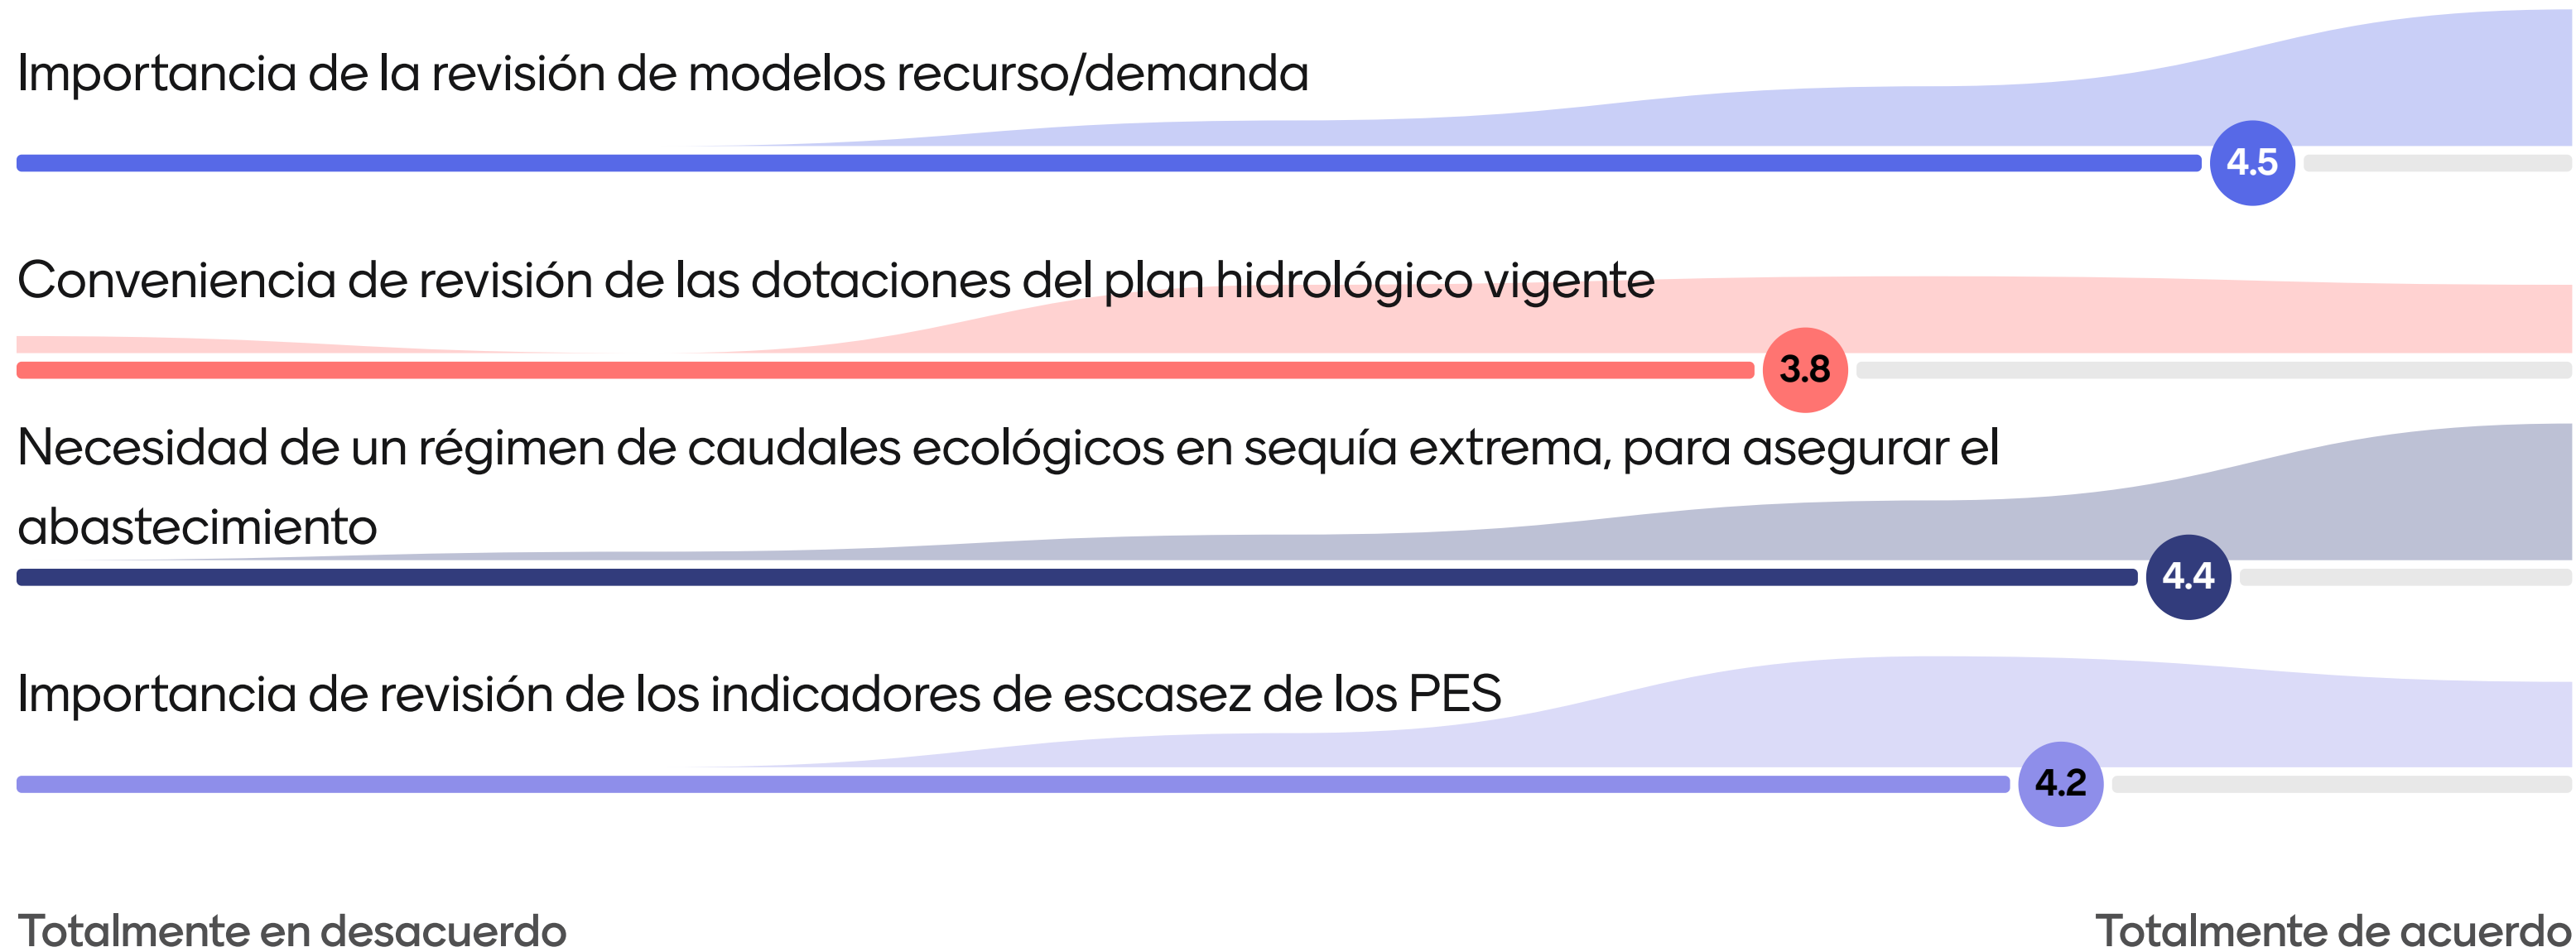 Importancia de la revisión de modelos recurso/demanda
4.5
Conveniencia de revisión de las dotaciones del plan hidrológico vigente
3.8
Necesidad de un régimen de caudales ecológicos en sequía extrema, para asegurar el
abastecimiento
4.4
Importancia de revisión de los indicadores de escasez de los PES
4.2
Totalmente en desacuerdo
Totalmente de acuerdo